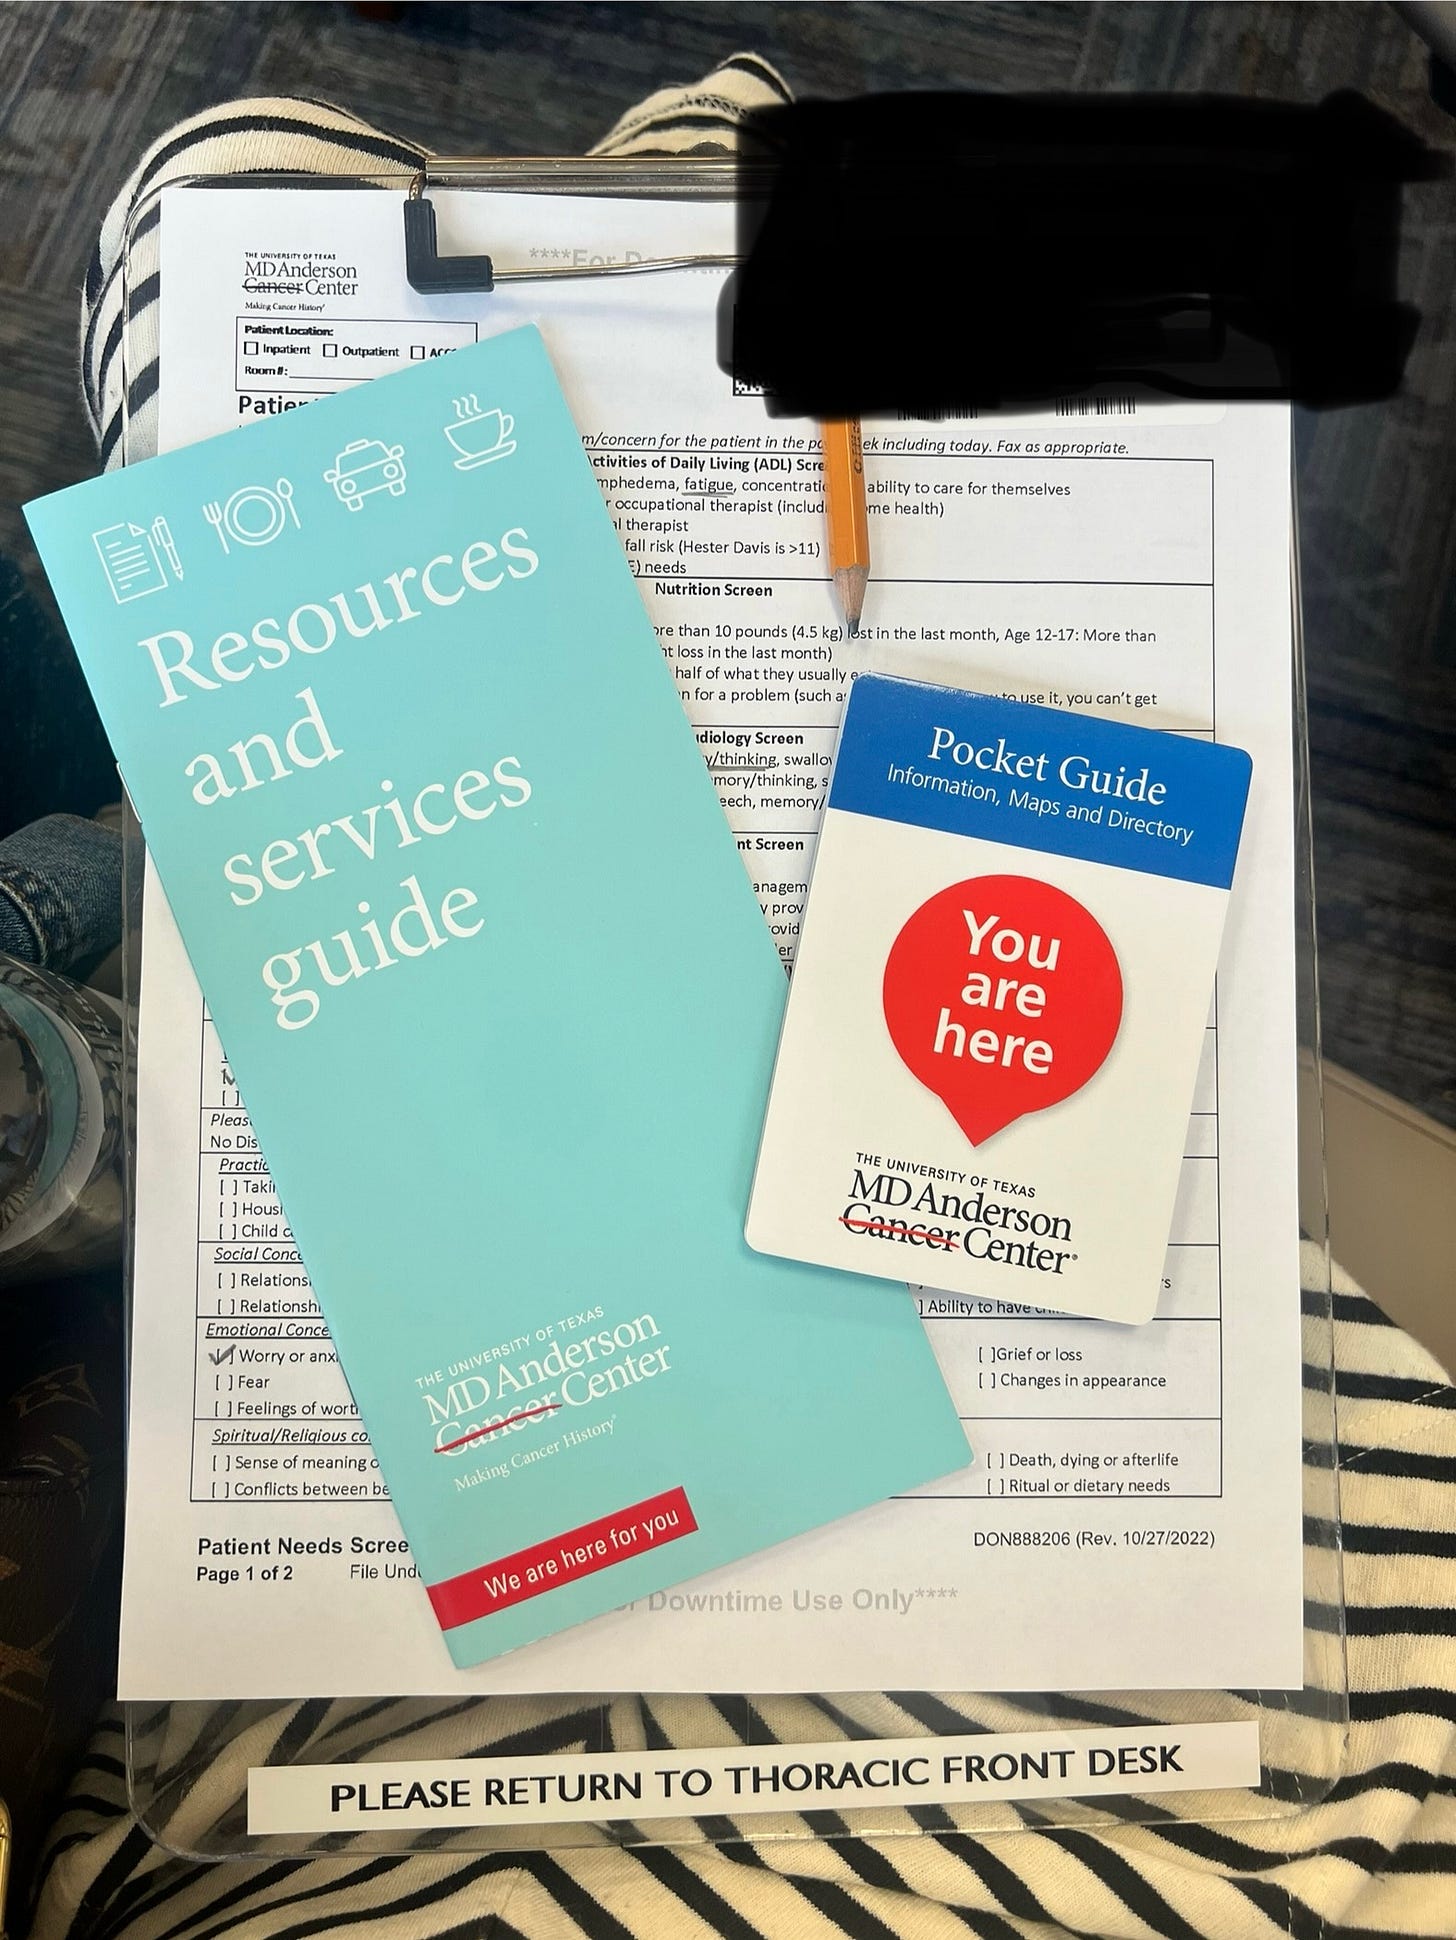 THE UNIVERSITY OF TEXAS
MD Anderson
Cancer Center
Making Cancer History®
****For
Patient Location:
[ ] Inpatient [ ] Outpatient [ ]
Room #:
m/concern for the patient in the ek including today. Fax as appropriate.
ctivities of Daily Living (ADL) Scre
mphedema, fatigue, concentrati ability to care for themselves
r occupational therapist (includ me health)
al therapist
fall risk (Hester Davis is >11)
E) needs
Nutrition Screen
ore than 10 pounds (4.5 kg) lost in the last month, Age 12-17: More than
ht loss in the last month)
half of what they usually e
n for a problem (such a to use it, you can't get
udiology Screen
y/thinking, swallo
mory/thinking, s
eech, memory/
nt Screen
anagem
y prov
rovid
er
Pleas
No Dis
Practic
[ ] Taki
[ ] Housi
[ ] Child c
Social Conc
[ ] Relations
[ ] Relationshi
] Ability to have
Emotional Conce
[✓] Worry or anxi
[ ]Grief or loss
[ ] Fear
[ ] Changes in appearance
[ ] Feelings of wort
Spiritual/Religious co
[ ] Sense of meaning o
[ ] Death, dying or afterlife
[ ] Conflicts between be
[ ] Ritual or dietary needs
Patient Needs Scree
DON888206 (Rev. 10/27/2022)
Page 1 of 2 File Und
Downtime Use Only****
Resources
and
services
guide
THE UNIVERSITY OF TEXAS
MD Anderson
Cancer Center
Making Cancer History®
We are here for you
Pocket Guide
Information, Maps and Directory
You
are
here
THE UNIVERSITY OF TEXAS
MD Anderson
Cancer Center®
PLEASE RETURN TO THORACIC FRONT DESK